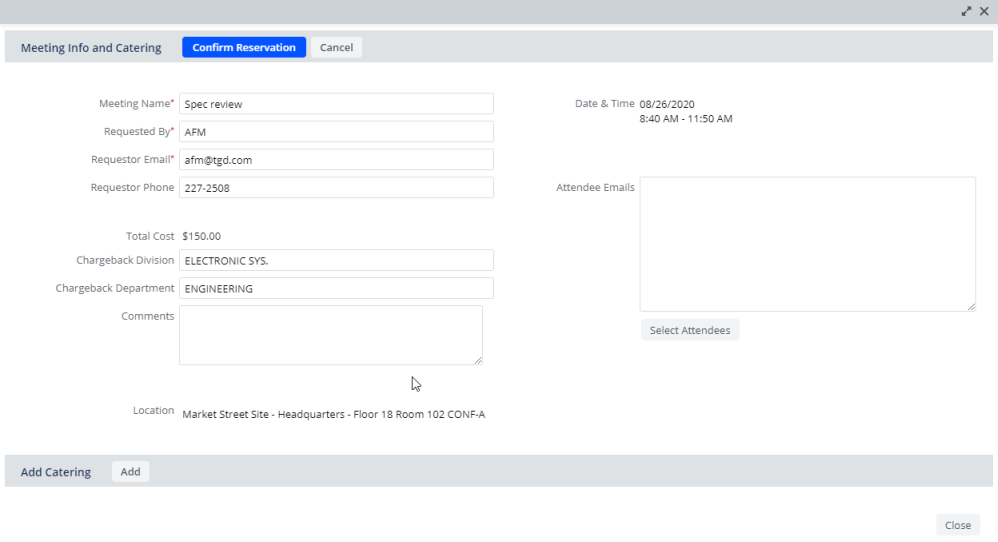 Meeting Info and Catering Confirm Reservation Cancel
Meeting Name* Spec review
Requested By* AFM
Requestor Email* afm@tgd.com
Requestor Phone 227-2508
Date & Time 08/26/2020
8:40 AM - 11:50 AM
Attendee Emails
Select Attendees
Total Cost $150.00
Chargeback Division ELECTRONIC SYS.
Chargeback Department ENGINEERING
Comments
Location Market Street Site - Headquarters - Floor 18 Room 102 CONF-A
Add Catering Add
Close